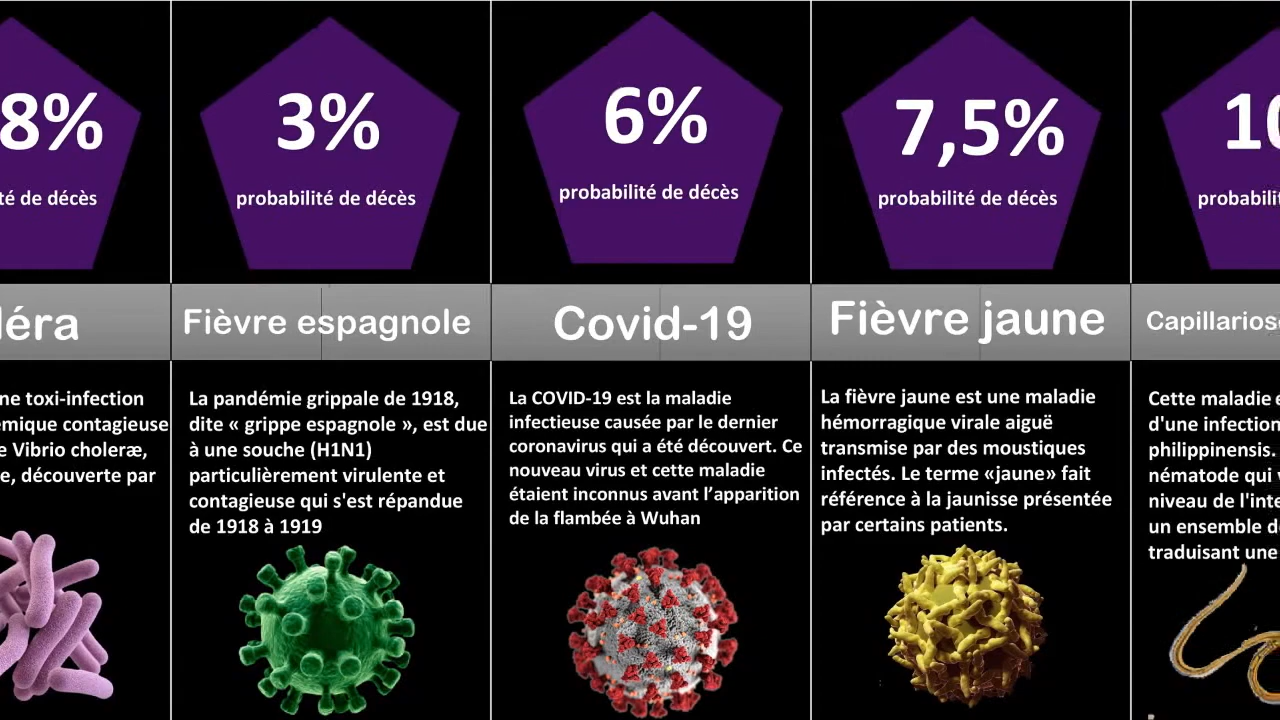 8%
té de décès
léra
ne toxi-infection
émique contagieuse
e Vibrio choleræ,
e, découverte par
3%
probabilité de décès
Fièvre espagnole
La pandémie grippale de 1918,
dite « grippe espagnole », est due
à une souche (H1N1)
particulièrement virulente et
contagieuse qui s'est répandue
de 1918 à 1919
6%
probabilité de décès
Covid-19
La COVID-19 est la maladie
infectieuse causée par le dernier
coronavirus qui a été découvert. Ce
nouveau virus et cette maladie
étaient inconnus avant l’apparition
de la flambée à Wuhan
7,5%
probabilité de décès
Fièvre jaune
La fièvre jaune est une maladie
hémorragique virale aiguë
transmise par des moustiques
infectés. Le terme «jaune» fait
référence à la jaunisse présentée
par certains patients.
10
probabilit
Capillarios
Cette maladie e
d'une infection
philippinensis.
nématode qui v
niveau de l'inte
un ensemble d
traduisant une